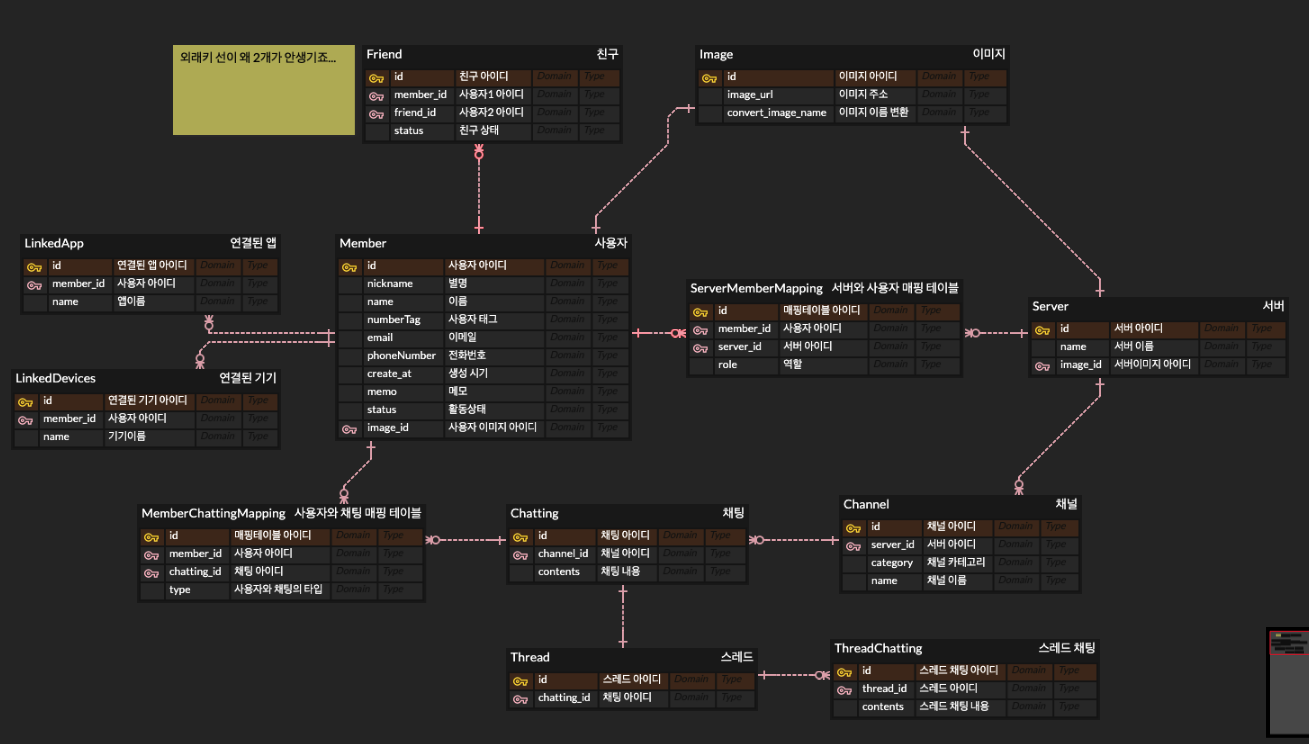 외래키 선이 왜 2개가 안생기죠...
Friend 친구
id 친구 아이디 Domain Type
member_id 사용자1 아이디 Domain Type
friend_id 사용자2 아이디 Domain Type
status 친구 상태 Domain Type
Image 이미지
id 이미지 아이디 Domain Type
image_url 이미지 주소 Domain Type
convert_image_name 이미지 이름 변환 Domain Type
LinkedApp 연결된 앱
id 연결된 앱 아이디 Domain Type
member_id 사용자 아이디 Domain Type
name 앱이름 Domain Type
Member 사용자
id 사용자 아이디 Domain Type
nickname 별명 Domain Type
name 이름 Domain Type
numberTag 사용자 태그 Domain Type
email 이메일 Domain Type
phoneNumber 전화번호 Domain Type
create_at 생성 시기 Domain Type
memo 메모 Domain Type
status 활동상태 Domain Type
image_id 사용자 이미지 아이디 Domain Type
ServerMemberMapping 서버와 사용자 매핑 테이블
id 매핑테이블 아이디 Domain Type
member_id 사용자 아이디 Domain Type
server_id 서버 아이디 Domain Type
role 역할 Domain Type
Server 서버
id 서버 아이디 Domain Type
name 서버 이름 Domain Type
image_id 서버이미지 아이디 Domain Type
LinkedDevices 연결된 기기
id 연결된 기기 아이디 Domain Type
member_id 사용자 아이디 Domain Type
name 기기이름 Domain Type
MemberChattingMapping 사용자와 채팅 매핑 테이블
id 매핑테이블 아이디 Domain Type
member_id 사용자 아이디 Domain Type
chatting_id 채팅 아이디 Domain Type
type 사용자와 채팅의 타입 Domain Type
Chatting 채팅
id 채팅 아이디 Domain Type
channel_id 채널 아이디 Domain Type
contents 채팅 내용 Domain Type
Channel 채널
id 채널 아이디 Domain Type
server_id 서버 아이디 Domain Type
category 채널 카테고리 Domain Type
name 채널 이름 Domain Type
Thread 스레드
id 스레드 아이디 Domain Type
chatting_id 채팅 아이디 Domain Type
ThreadChatting 스레드 채팅
id 스레드 채팅 아이디 Domain Type
thread_id 스레드 아이디 Domain Type
contents 스레드 채팅 내용 Domain Type